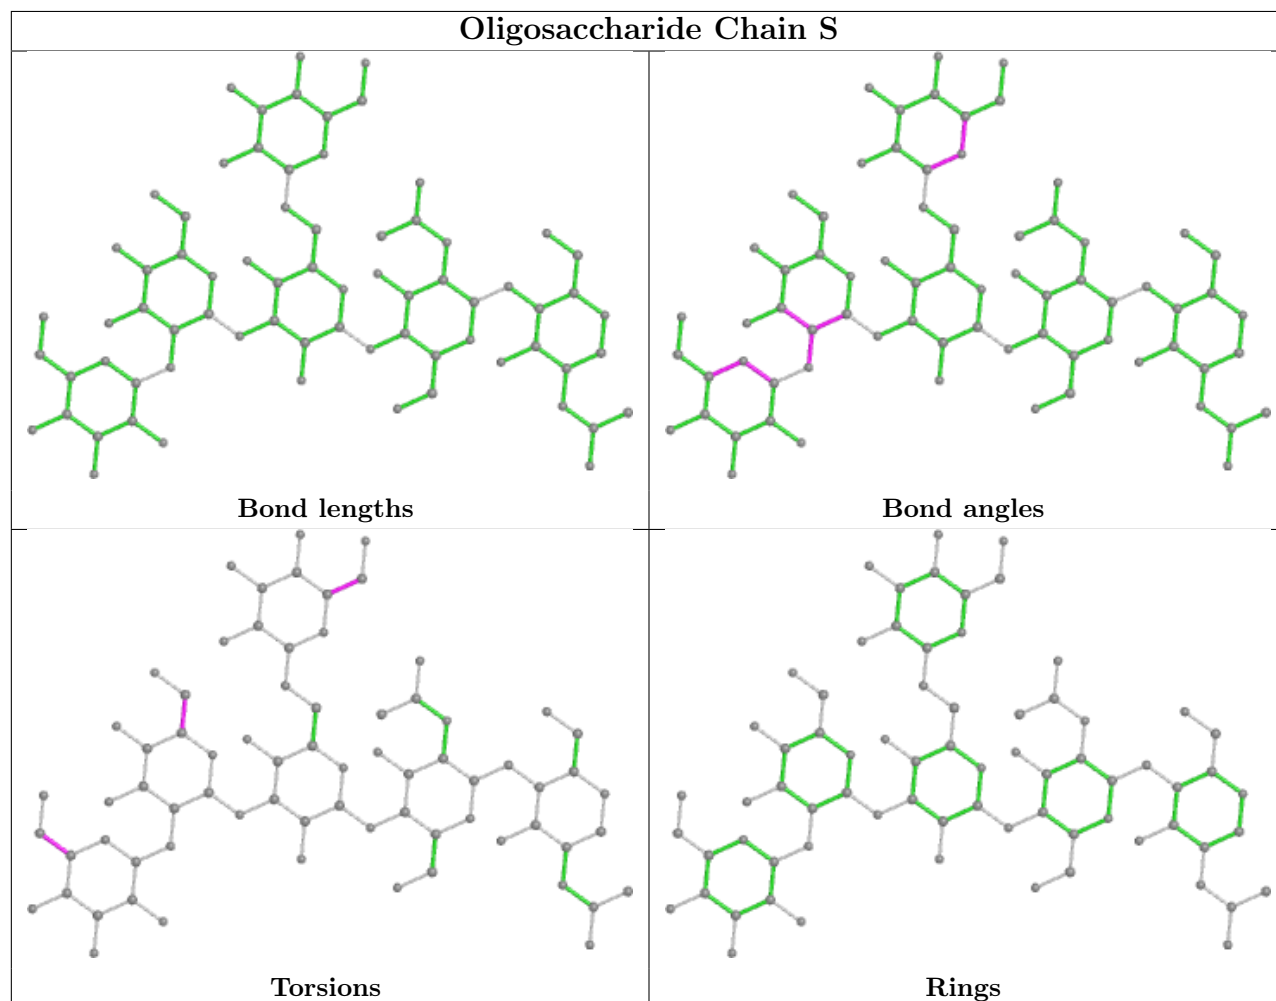 Oligosaccharide Chain S
Bond lengths
Bond angles
Torsions
Rings